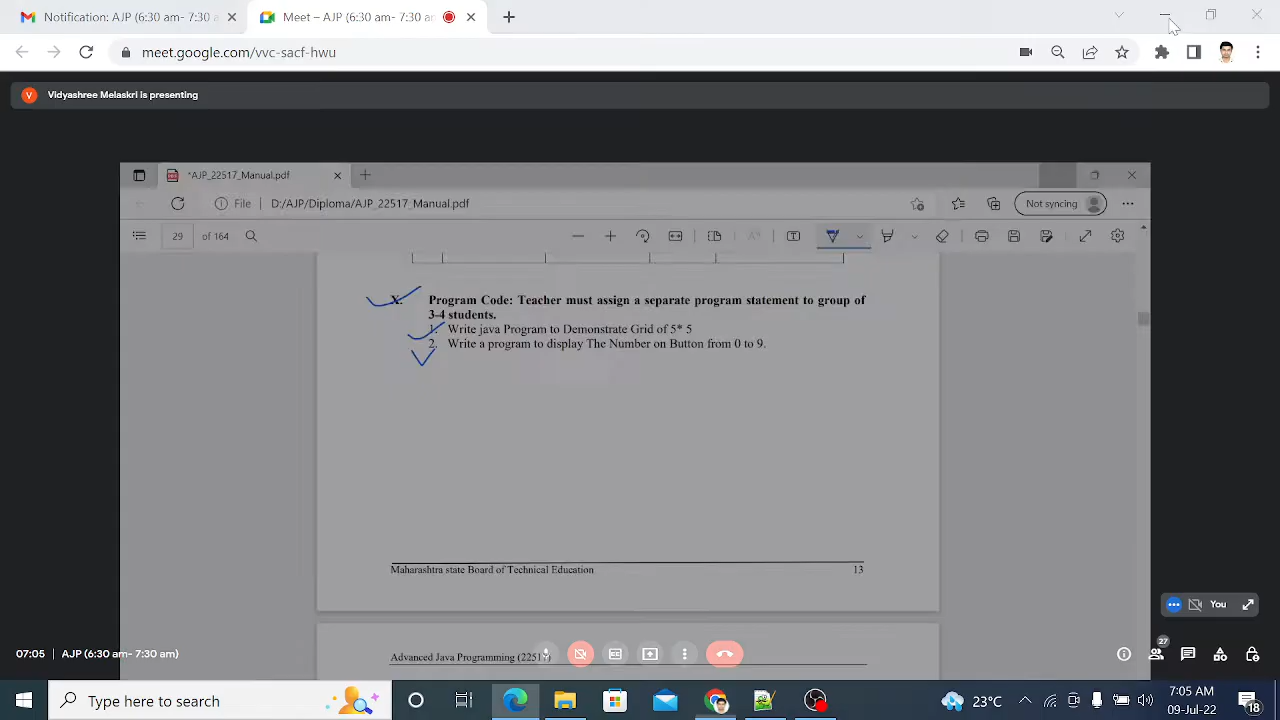 Notification: AJP (6:30 am- 7:30 a
Meet – AJP (6:30 am- 7:30 an
meet.google.com/vvc-sacf-hwu
V Vidyashree Melaskri is presenting
*AJP_22517_Manual.pdf
File D:/AJP/Diploma/AJP_22517_Manual.pdf
Not syncing
29 of 164
X. Program Code: Teacher must assign a separate program statement to group of
3-4 students.
1. Write java Program to Demonstrate Grid of 5* 5
2. Write a program to display The Number on Button from 0 to 9.
Maharashtra state Board of Technical Education 13
You
07:05 AJP (6:30 am- 7:30 am)
27
Advanced Java Programming (2251
Type here to search
23°C
7:05 AM
09-Jul-22
18